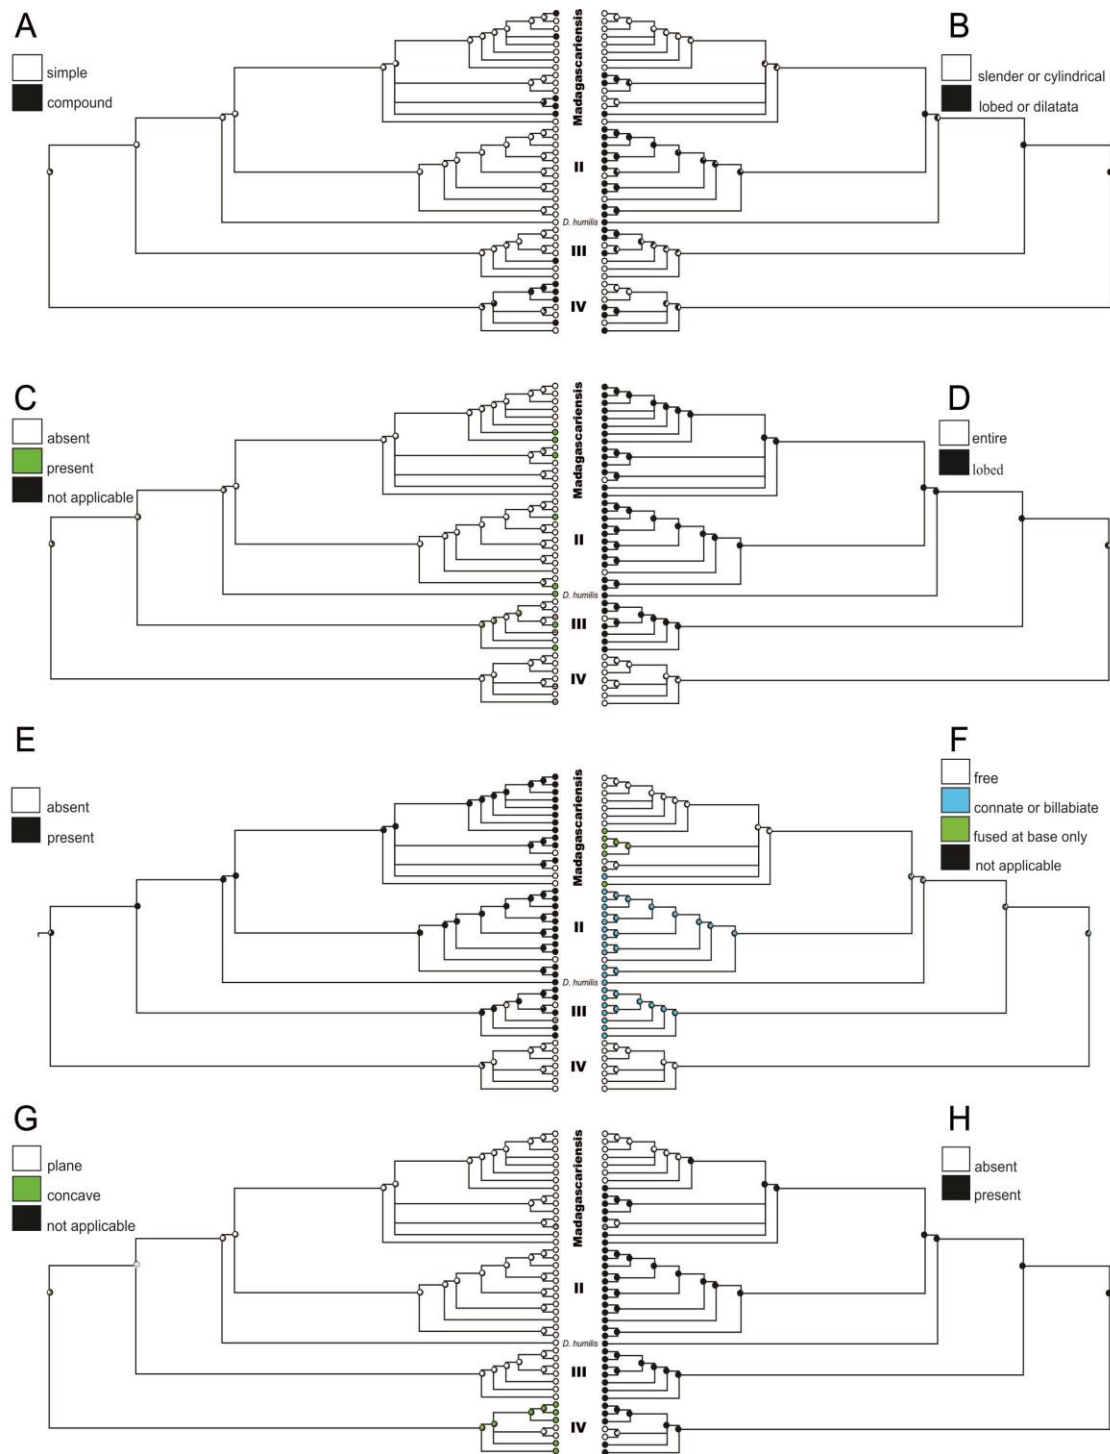 A
simple
compound
Madagascariensis
II
D. humilis
III
IV
B
slender or cylindrical
lobed or dilatata
C
absent
present
not applicable
Madagascariensis
II
D. humilis
III
IV
D
entire
lobed
E
absent
present
Madagascariensis
II
D. humilis
III
IV
F
free
connate or billabiate
fused at base only
not applicable
G
plane
concave
not applicable
Madagascariensis
II
D. humilis
III
IV
H
absent
present